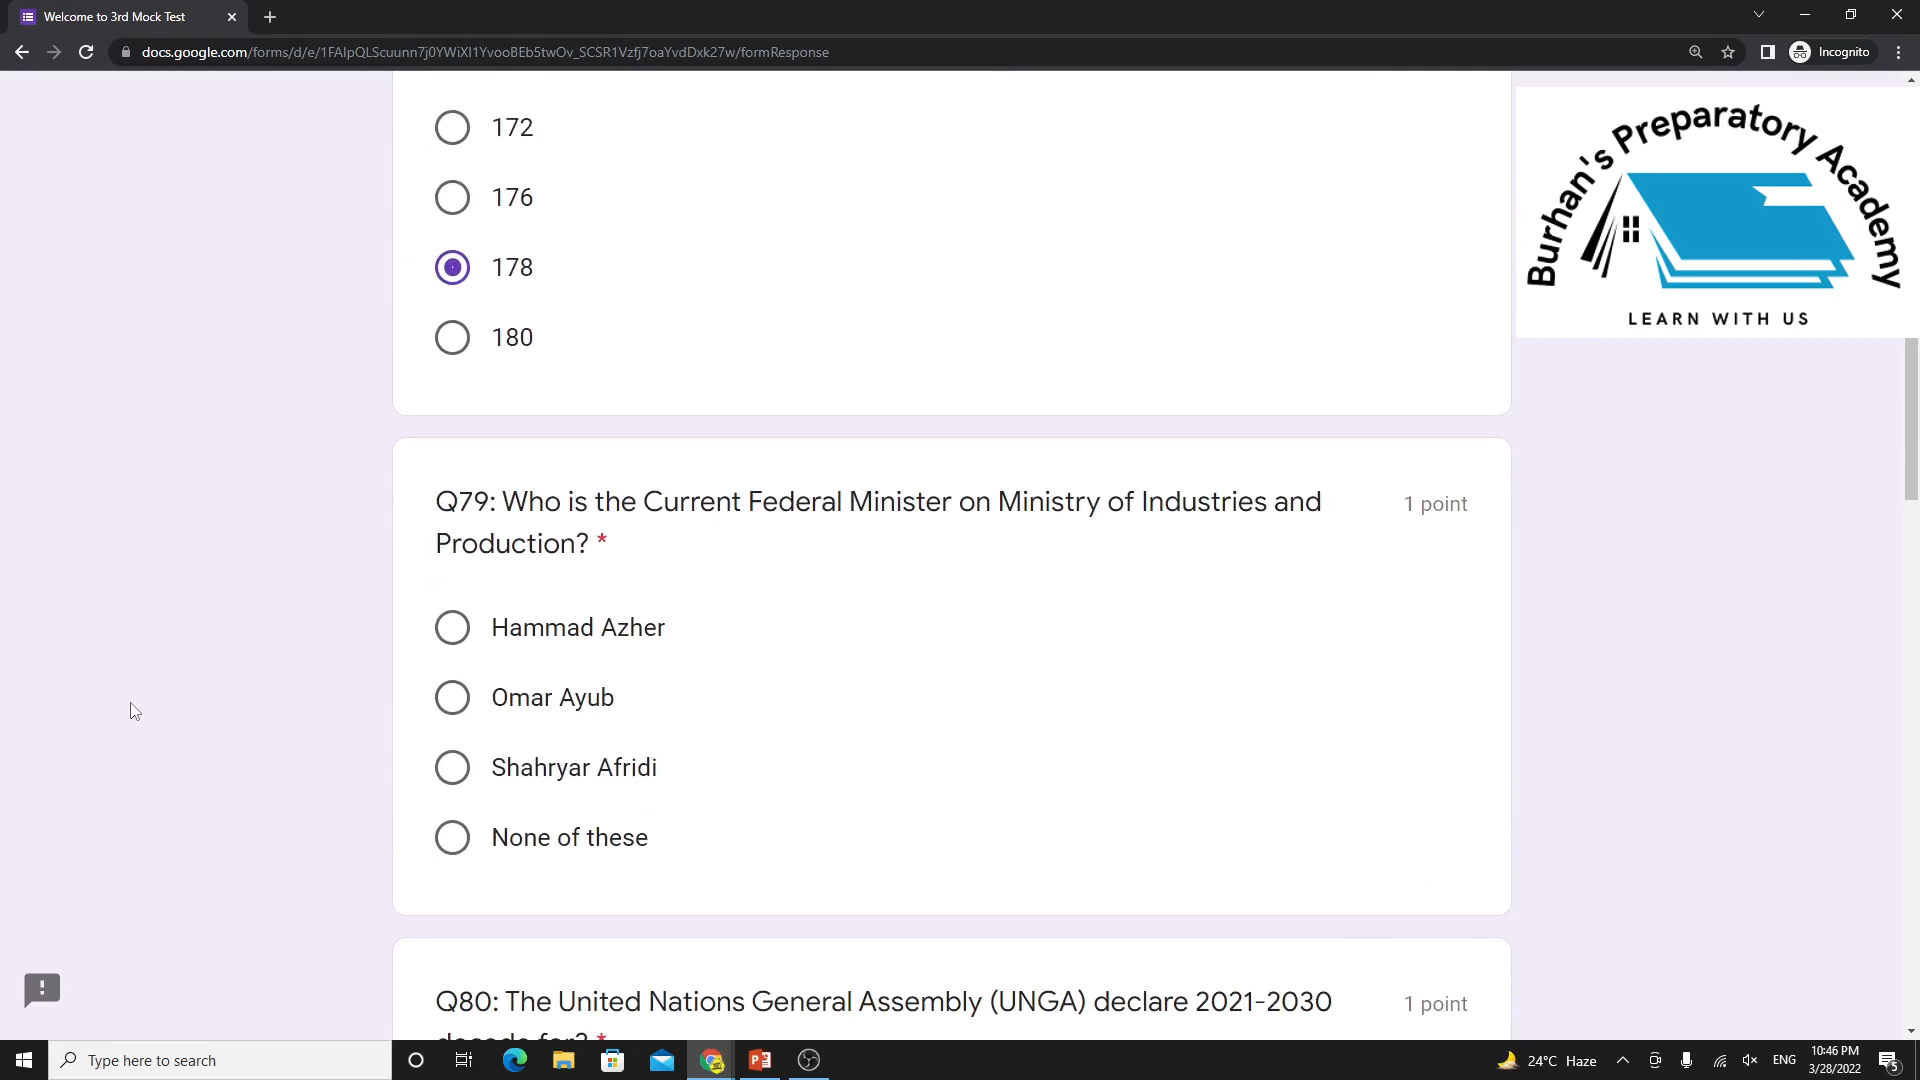 Welcome to 3rd Mock Test
docs.google.com/forms/d/e/1FAIpQLScuunn7j0YWiXI1YvooBEb5twOv_SCSR1Vzfj7oaYvdDxk27w/formResponse
Incognito
172
176
178
180
Burhan's Preparatory Academy
LEARN WITH US
Q79: Who is the Current Federal Minister on Ministry of Industries and
Production? *
1 point
Hammad Azher
Omar Ayub
Shahryar Afridi
None of these
Q80: The United Nations General Assembly (UNGA) declare 2021-2030
decade for? *
1 point
Type here to search
24°C Haze
ENG
10:46 PM
3/28/2022
5